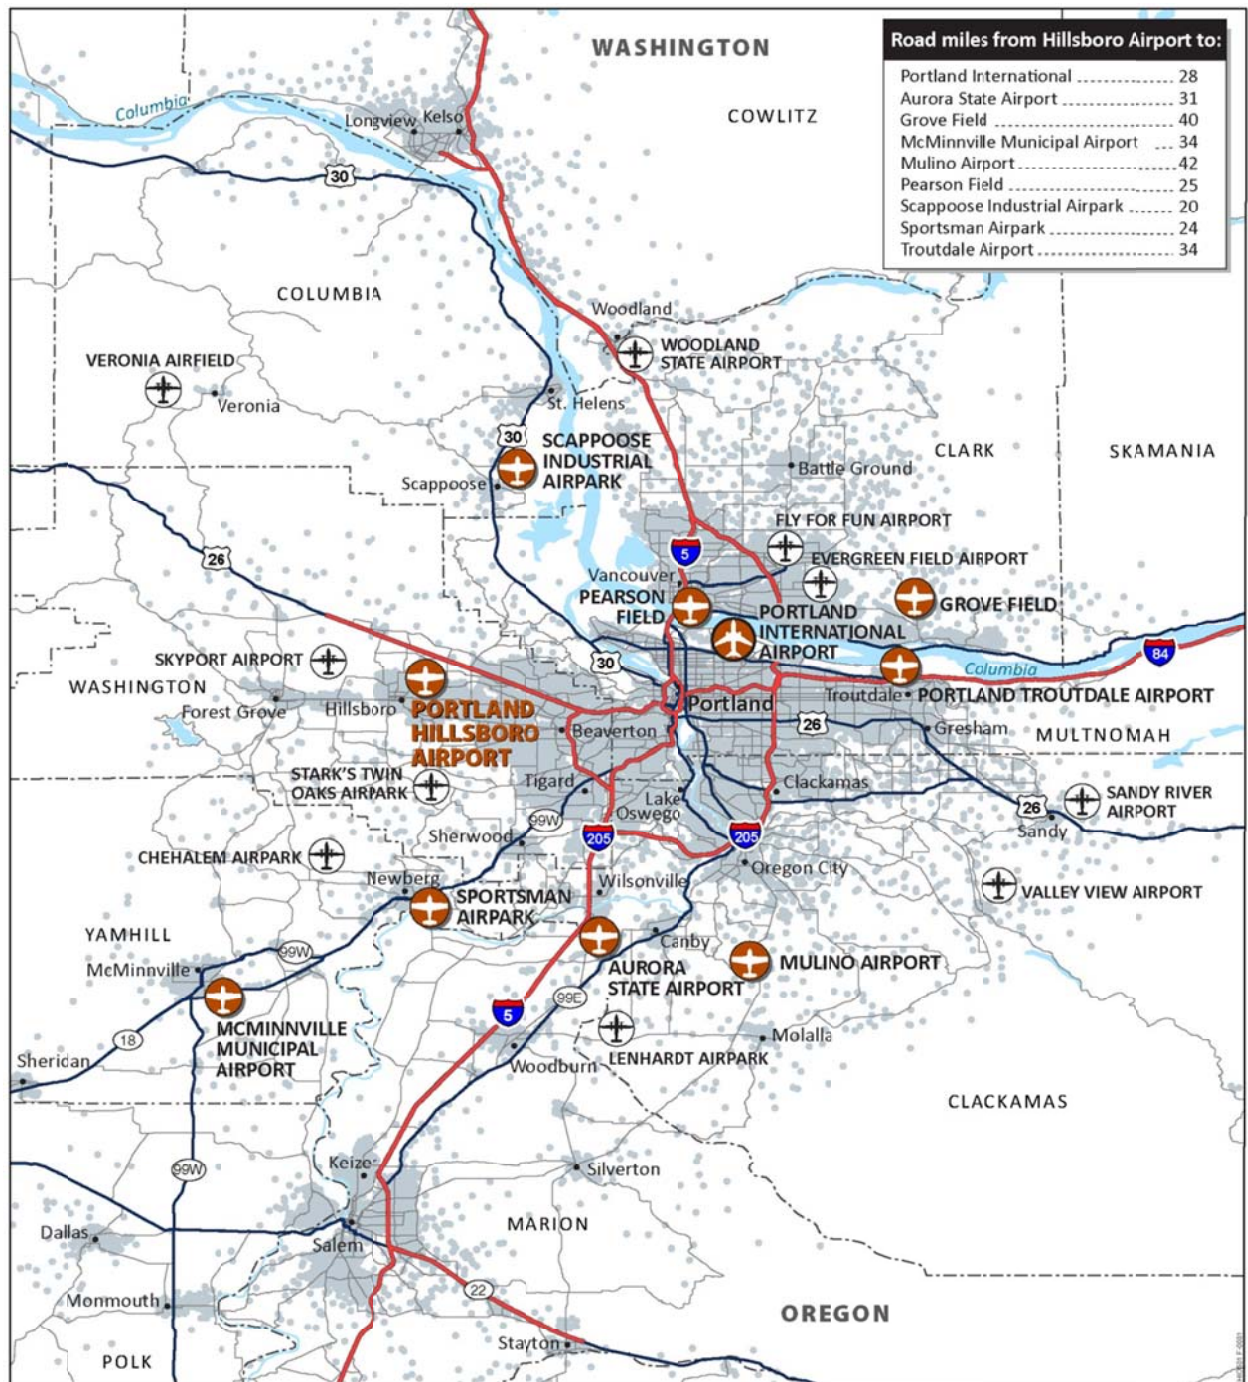 WASHINGTON
Road miles from Hillsboro Airport to:
Portland International ............... 28
Aurora State Airport ................. 31
Grove Field .......................... 40
McMinnville Municipal Airport ... 34
Mulino Airport ....................... 42
Pearson Field ........................ 25
Scappoose Industrial Airpark ....... 20
Sportsman Airpark .................... 24
Troutdale Airport .................... 34
Columbia
Longview
Kelso
COWLITZ
30
COLUMBIA
Woodland
WOODLAND
STATE AIRPORT
VERONIA AIRFIELD
Veronia
St. Helens
30
SCAPPOOSE
INDUSTRIAL
AIRPARK
Scappoose
Battle Ground
CLARK
SKAMANIA
FLY FOR FUN AIRPORT
5
EVERGREEN FIELD AIRPORT
26
Vancouver
PEARSON
FIELD
GROVE FIELD
PORTLAND
INTERNATIONAL
AIRPORT
84
Columbia
SKYPORT AIRPORT
30
WASHINGTON
Forest Grove
Hillsboro
PORTLAND
HILLSBORO
AIRPORT
Portland
Troutdale
PORTLAND TROUTDALE AIRPORT
26
Beaverton
Gresham
MULTNOMAH
STARK'S TWIN
OAKS AIRPARK
Tigard
Clackamas
Lake
Oswego
SANDY RIVER
AIRPORT
26
Sandy
99W
Sherwood
205
205
CHEHALEM AIRPARK
Oregon City
Newberg
Wilsonville
VALLEY VIEW AIRPORT
SPORTSMAN
AIRPARK
YAMHILL
99W
Canby
McMinnville
AURORA
STATE AIRPORT
MULINO AIRPORT
99E
5
MCMINNVILLE
MUNICIPAL
AIRPORT
18
Sheridan
Molalla
LENHARDT AIRPARK
Woodburn
CLACKAMAS
99W
Keize
Silverton
MARION
Dallas
Salem
22
Monmouth
OREGON
Stayton
POLK